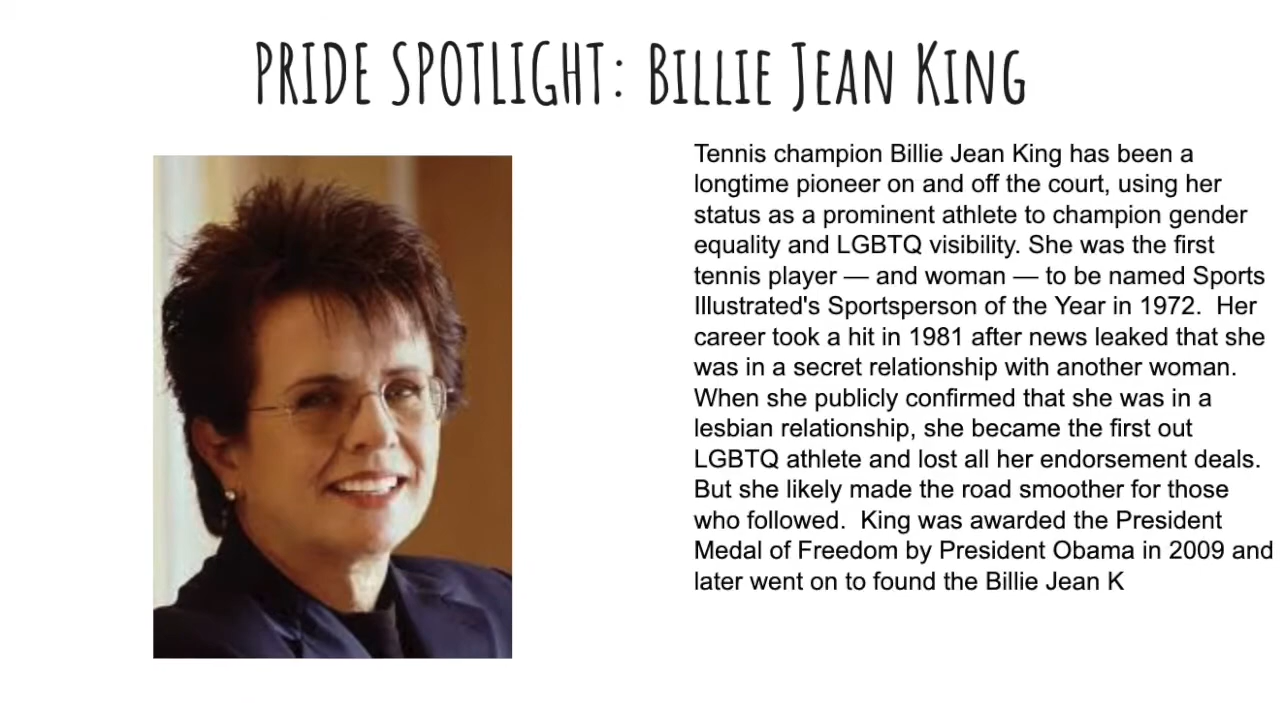 PRIDE SPOTLIGHT: BILLIE JEAN KING
Tennis champion Billie Jean King has been a
longtime pioneer on and off the court, using her
status as a prominent athlete to champion gender
equality and LGBTQ visibility. She was the first
tennis player — and woman — to be named Sports
Illustrated's Sportsperson of the Year in 1972.  Her
career took a hit in 1981 after news leaked that she
was in a secret relationship with another woman.
When she publicly confirmed that she was in a
lesbian relationship, she became the first out
LGBTQ athlete and lost all her endorsement deals.
But she likely made the road smoother for those
who followed.  King was awarded the President
Medal of Freedom by President Obama in 2009 and
later went on to found the Billie Jean K